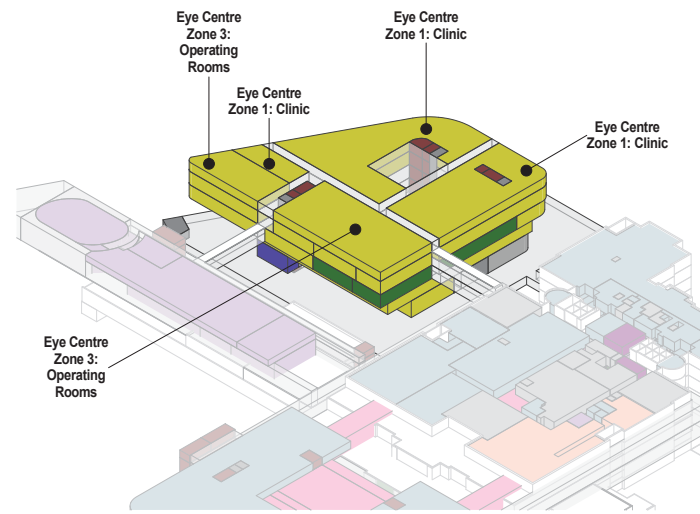 Eye Centre
Zone 3:
Operating
Rooms
Eye Centre
Zone 1: Clinic
Eye Centre
Zone 1: Clinic
Eye Centre
Zone 1: Clinic
Eye Centre
Zone 3:
Operating
Rooms